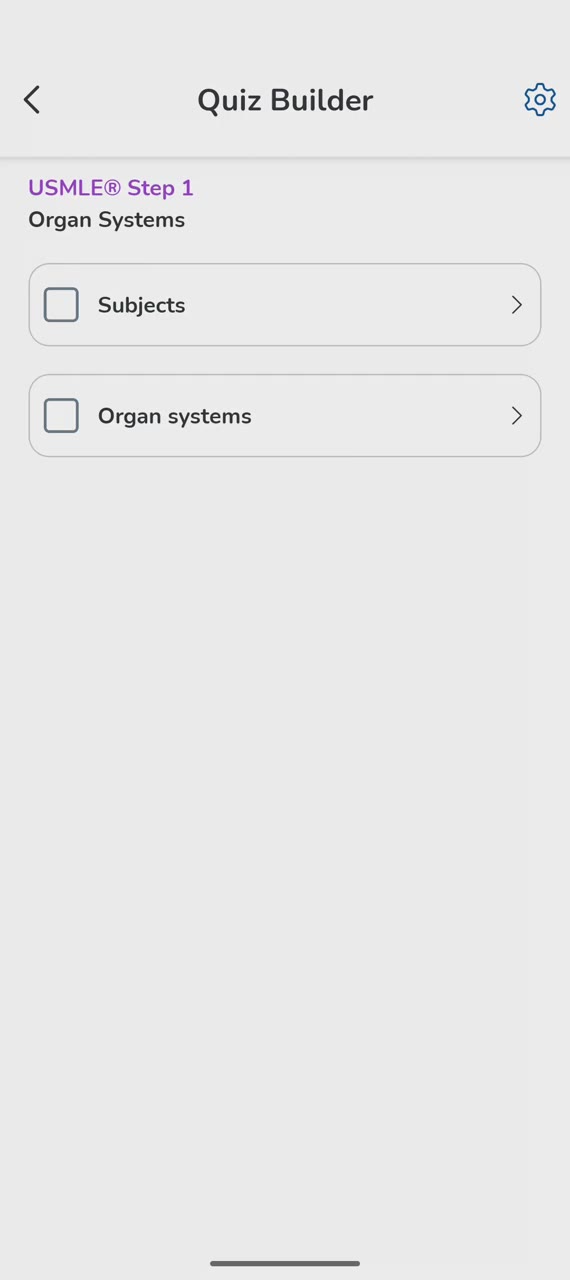 Quiz Builder
USMLE® Step 1
Organ Systems
Subjects
Organ systems